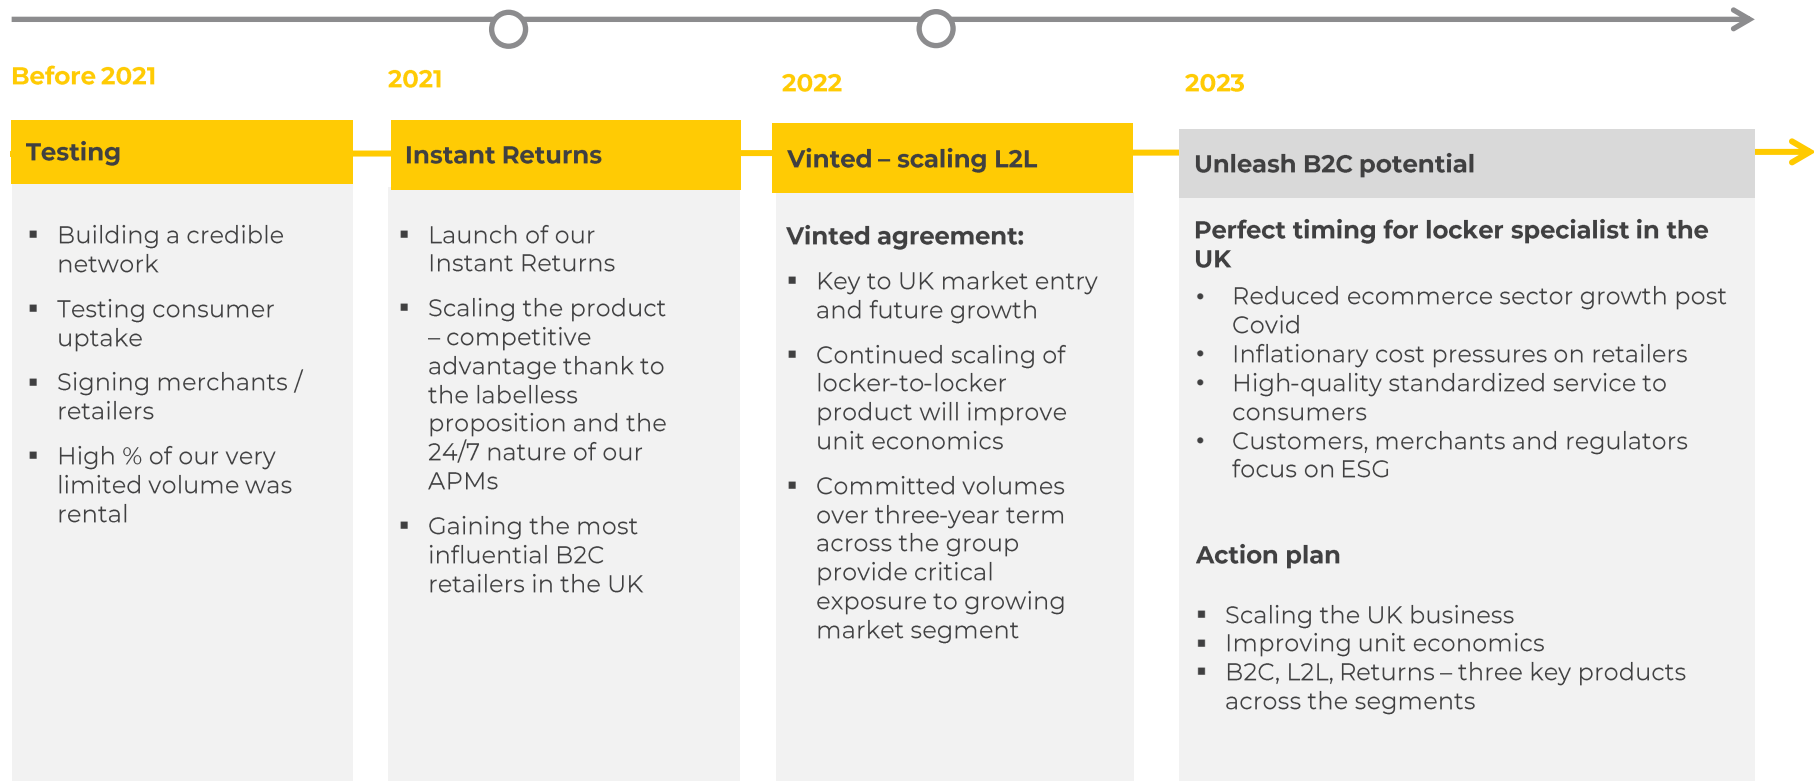 Before 2021
Testing
▪ Building a credible
network
▪ Testing consumer
uptake
▪ Signing merchants /
retailers
▪ High % of our very
limited volume was
rental
2021
Instant Returns
▪ Launch of our
Instant Returns
▪ Scaling the product
– competitive
advantage thank to
the labelless
proposition and the
24/7 nature of our
APMs
▪ Gaining the most
influential B2C
retailers in the UK
2022
Vinted – scaling L2L
Vinted agreement:
▪ Key to UK market entry
and future growth
▪ Continued scaling of
locker-to-locker
product will improve
unit economics
▪ Committed volumes
over three-year term
across the group
provide critical
exposure to growing
market segment
2023
Unleash B2C potential
Perfect timing for locker specialist in the
UK
• Reduced ecommerce sector growth post
Covid
• Inflationary cost pressures on retailers
• High-quality standardized service to
consumers
• Customers, merchants and regulators
focus on ESG
Action plan
▪ Scaling the UK business
▪ Improving unit economics
▪ B2C, L2L, Returns – three key products
across the segments